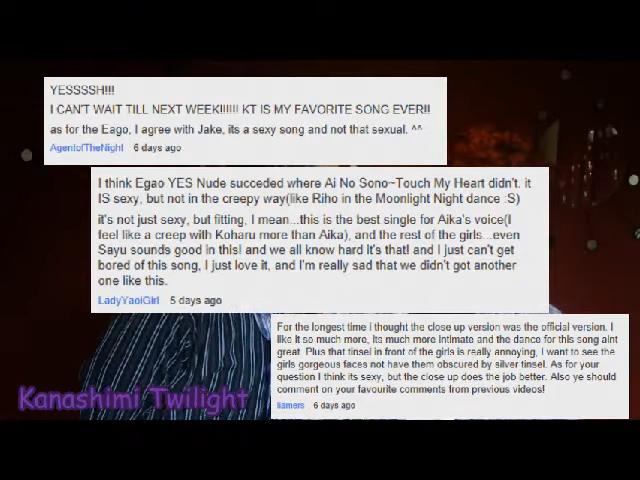 YESSSSH!!!
I CAN'T WAIT TILL NEXT WEEK!!!!!! KT IS MY FAVORITE SONG EVER!!
as for the Eago, I agree with Jake, its a sexy song and not that sexual. ^^
AgentofTheNight 6 days ago
I think Egao YES Nude succeded where Ai No Sono~Touch My Heart didn't. it
IS sexy, but not in the creepy way(like Riho in the Moonlight Night dance :S)
it's not just sexy, but fitting, I mean...this is the best single for Aika's voice(I
feel like a creep with Koharu more than Aika), and the rest of the girls...even
Sayu sounds good in this! and we all know hard it's that! and I just can't get
bored of this song, I just love it, and I'm really sad that we didn't got another
one like this.
LadyYaoiGirl 5 days ago
For the longest time I thought the close up version was the official version. I
like it so much more, its much more intimate and the dance for this song aint
great. Plus that tinsel in front of the girls is really annoying, I want to see the
girls gorgeous faces not have them obscured by silver tinsel. As for your
question I think its sexy, but the close up does the job better. Also ye should
comment on your favourite comments from previous videos!
liamers 6 days ago
Kanashimi Twilight